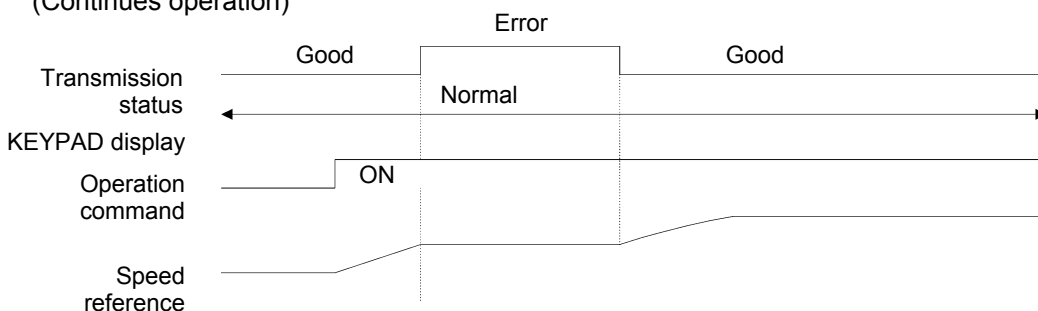 (Continues operation)
Error
Good
Good
Transmission
status
Normal
KEYPAD display
ON
Operation
command
Speed
reference